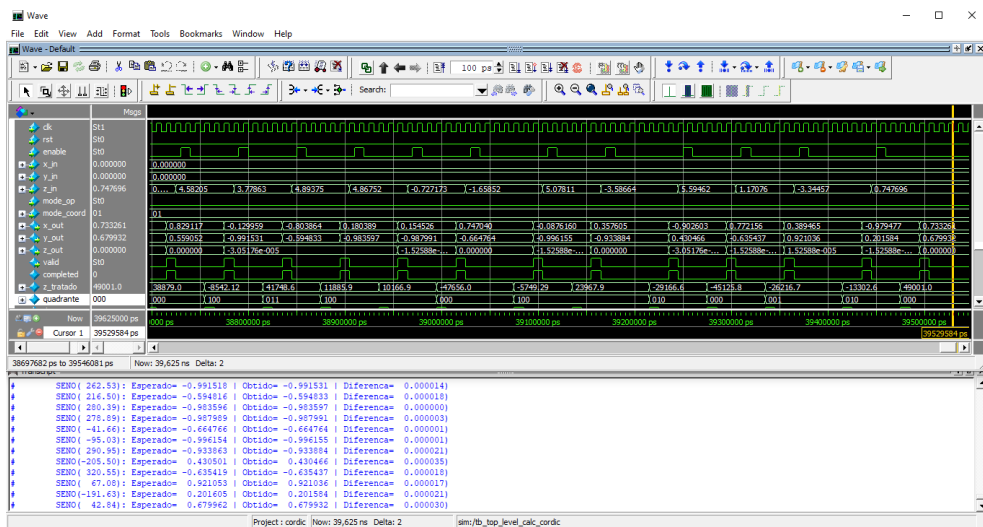 Wave
File Edit View Add Format Tools Bookmarks Window Help
Wave - Default
100 ps
Search:
Msgs
clk St1
rst St0
enable St0
x_in 0.000000 0.000000
y_in 0.000000 0.000000
z_in 0.747696 0.... 4.58205 3.77863 4.89375 4.86752 -0.727173 -1.65852 5.07811 -3.58664 5.59462 1.17076 -3.34457 0.747696
mode_op St0
mode_coord 01 01
x_out 0.733261 0.829117 -0.129959 -0.803864 0.180389 0.154526 0.747040 -0.0876160 0.357605 -0.902603 0.772156 0.389465 -0.979477 0.73326
y_out 0.679932 0.559052 -0.991531 -0.594833 -0.983597 -0.987991 -0.664764 -0.996155 -0.933884 0.430466 -0.635437 0.921036 0.201584 0.67993
z_out 0.000000 0.000000 -3.05176e-005 -1.52588e-... 0.000000 -1.52588e-... 0.000000 -3.05176e-... -1.52588e-... 1.52588e-005 -1.52588e-... 0.00000
valid St0
completed 0
z_tratado 49001.0 38879.0 -8542.12 41748.6 11885.9 10166.9 -47656.0 -5749.29 23967.9 -29166.6 -45125.8 -26216.7 -13302.6 49001.0
quadrante 000 000 100 011 100 000 100 010 000 001 010 000
Now 39625000 ps 000 ps 38800000 ps 38900000 ps 39000000 ps 39100000 ps 39200000 ps 39300000 ps 39400000 ps 39500000 ps
Cursor 1 39529584 ps 39529584 ps
38697682 ps to 39546081 ps Now: 39,625 ns Delta: 2
Transcript
# SENO( 262.53): Esperado= -0.991518 | Obtido= -0.991531 | Diferenca= 0.000014)
# SENO( 216.50): Esperado= -0.594816 | Obtido= -0.594833 | Diferenca= 0.000018)
# SENO( 280.39): Esperado= -0.983596 | Obtido= -0.983597 | Diferenca= 0.000000)
# SENO( 278.89): Esperado= -0.987989 | Obtido= -0.987991 | Diferenca= 0.000003)
# SENO( -41.66): Esperado= -0.664766 | Obtido= -0.664764 | Diferenca= 0.000001)
# SENO( -95.03): Esperado= -0.996154 | Obtido= -0.996155 | Diferenca= 0.000001)
# SENO( 290.95): Esperado= -0.933863 | Obtido= -0.933884 | Diferenca= 0.000021)
# SENO(-205.50): Esperado= 0.430501 | Obtido= 0.430466 | Diferenca= 0.000035)
# SENO( 320.55): Esperado= -0.635419 | Obtido= -0.635437 | Diferenca= 0.000018)
# SENO( 67.08): Esperado= 0.921053 | Obtido= 0.921036 | Diferenca= 0.000017)
# SENO(-191.63): Esperado= 0.201605 | Obtido= 0.201584 | Diferenca= 0.000021)
# SENO( 42.84): Esperado= 0.679962 | Obtido= 0.679932 | Diferenca= 0.000030)
Project : cordic Now: 39,625 ns Delta: 2 sim:/tb_top_level_calc_cordic